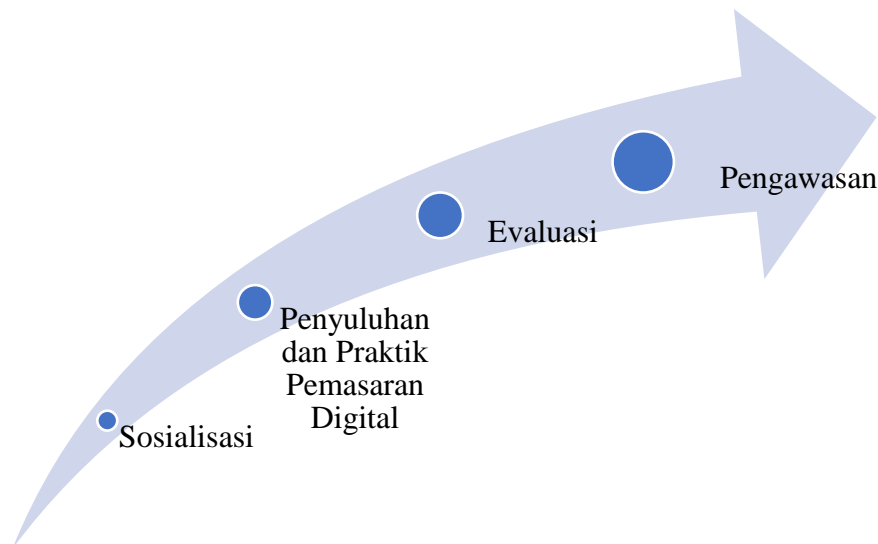 Sosialisasi
Penyuluhan
dan Praktik
Pemasaran
Digital
Evaluasi
Pengawasan